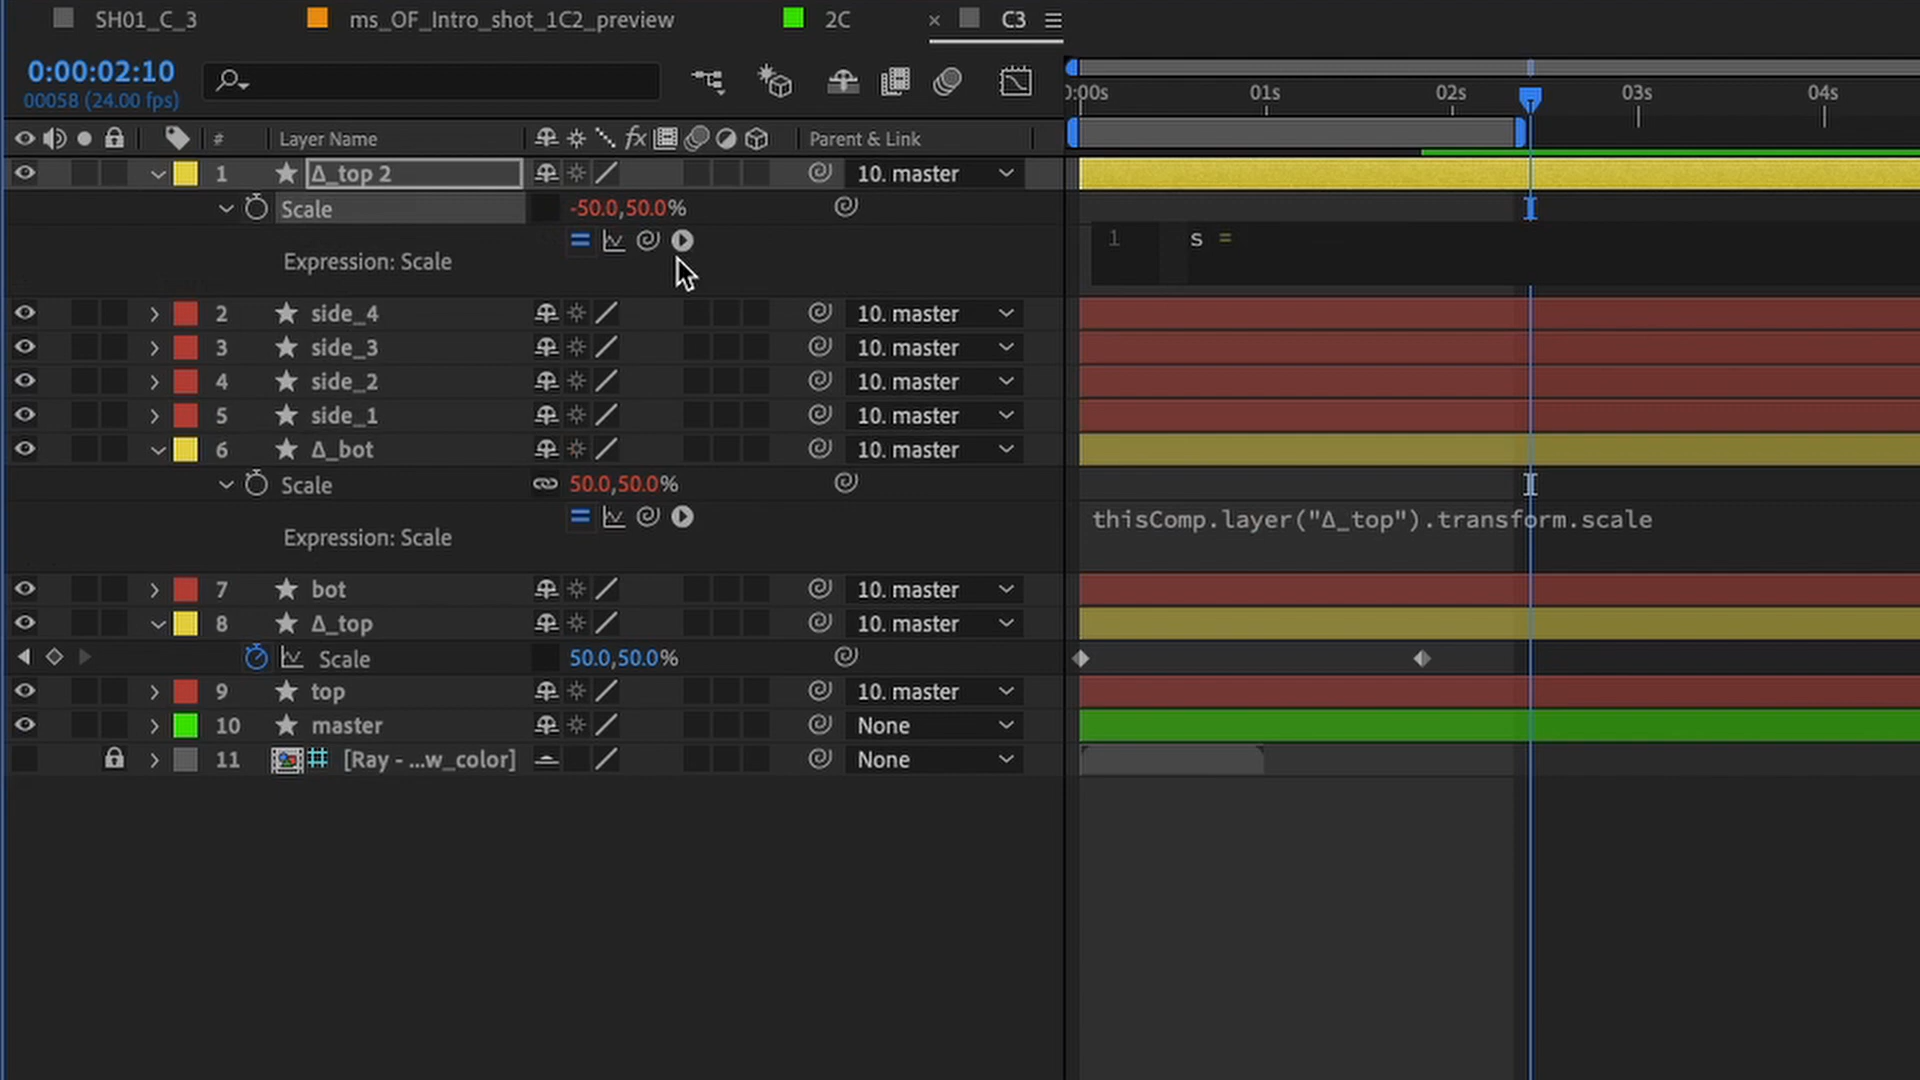 SH01_C_3 ms_OF_Intro_shot_1C2_preview 2C × C3
0:00:02:10
00058 (24.00 fps)
0:00s 01s 02s 03s 04s
# Layer Name fx Parent & Link
1 Δ_top 2 10. master
Scale -50.0,50.0%
Expression: Scale
1 s =
2 side_4 10. master
3 side_3 10. master
4 side_2 10. master
5 side_1 10. master
6 Δ_bot 10. master
Scale 50.0,50.0%
Expression: Scale
thisComp.layer("Δ_top").transform.scale
7 bot 10. master
8 Δ_top 10. master
Scale 50.0,50.0%
9 top 10. master
10 master None
11 [Ray - ...w_color] None